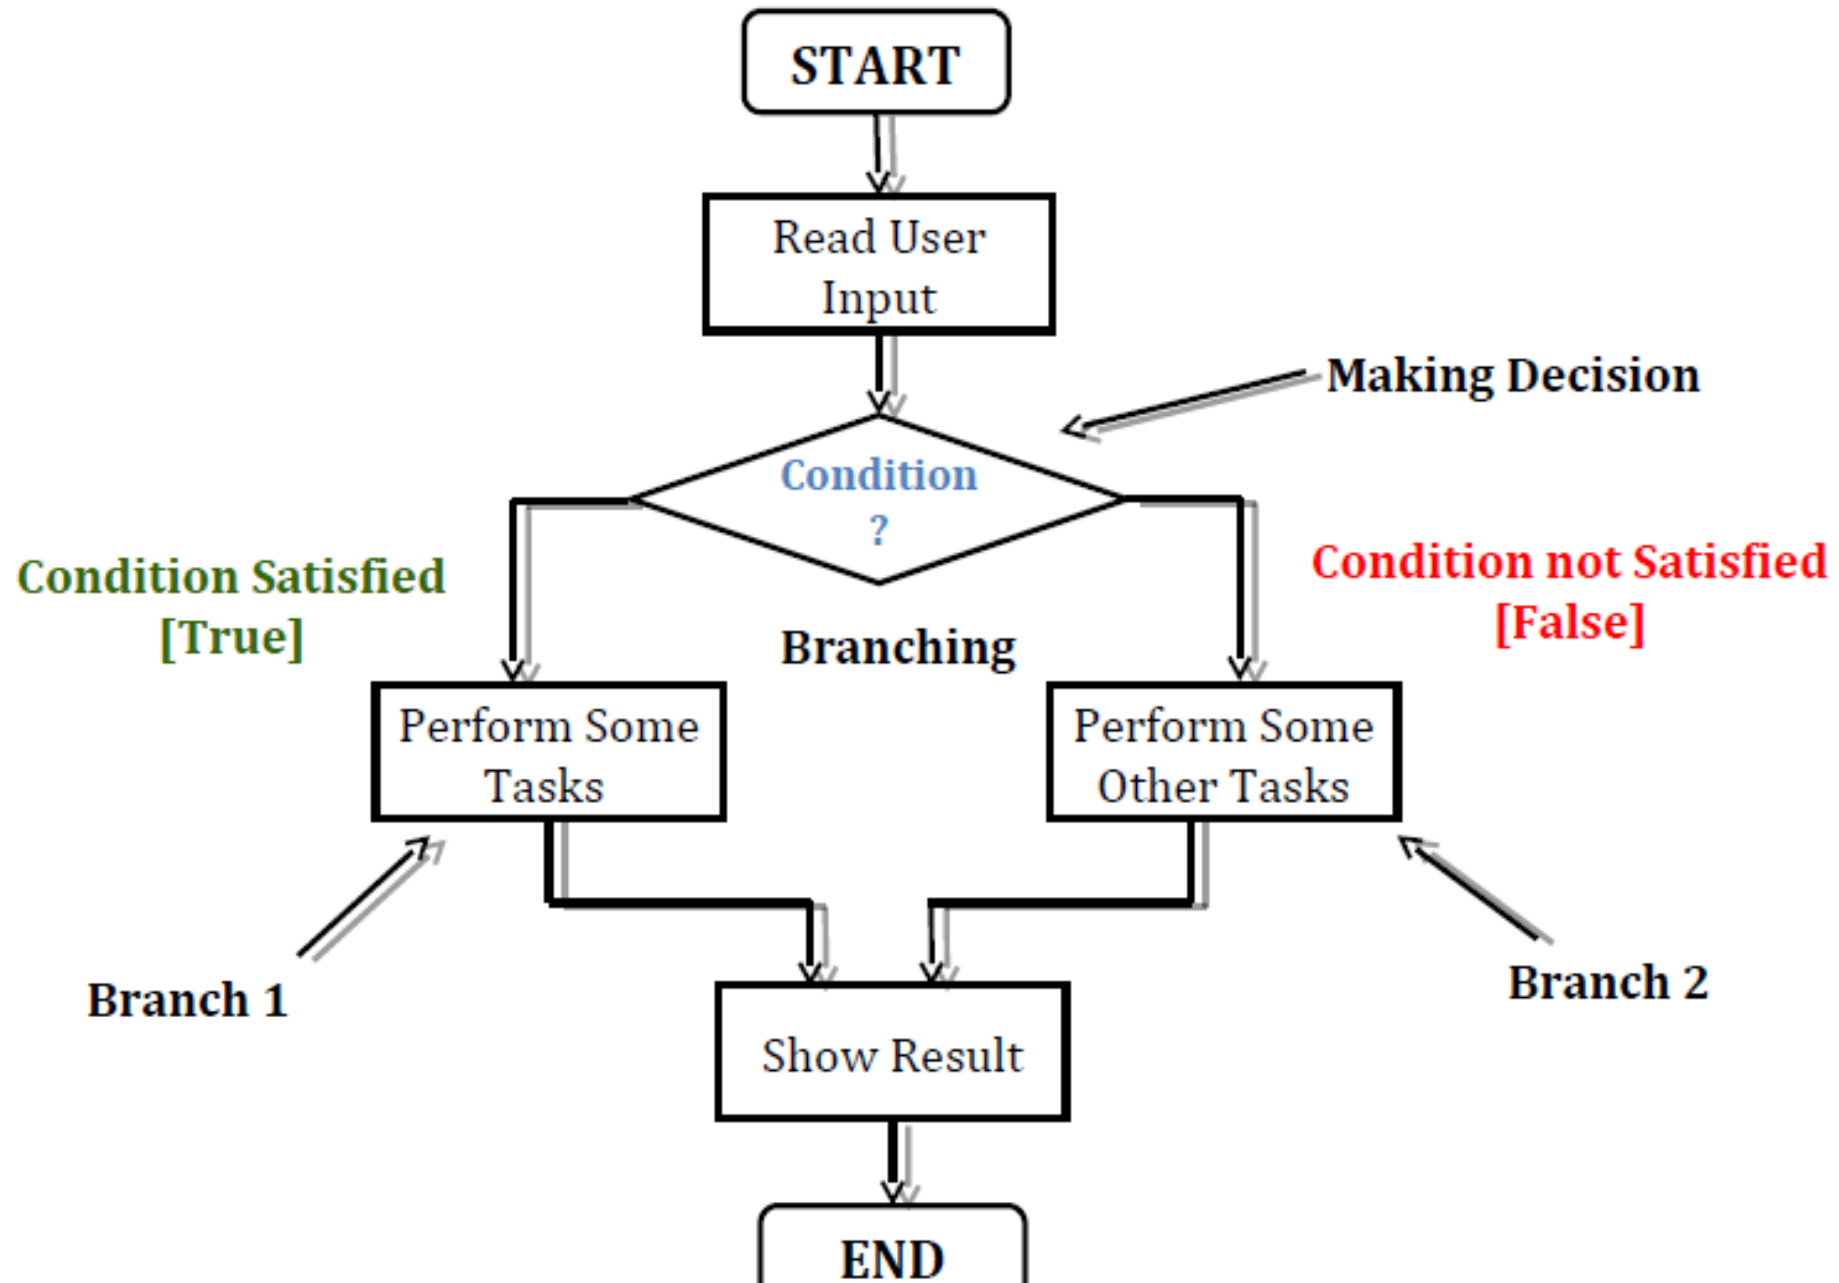 START
Read User
Input
Making Decision
Condition
?
Condition Satisfied
[True]
Condition not Satisfied
[False]
Branching
Perform Some
Tasks
Perform Some
Other Tasks
Branch 1
Branch 2
Show Result
END